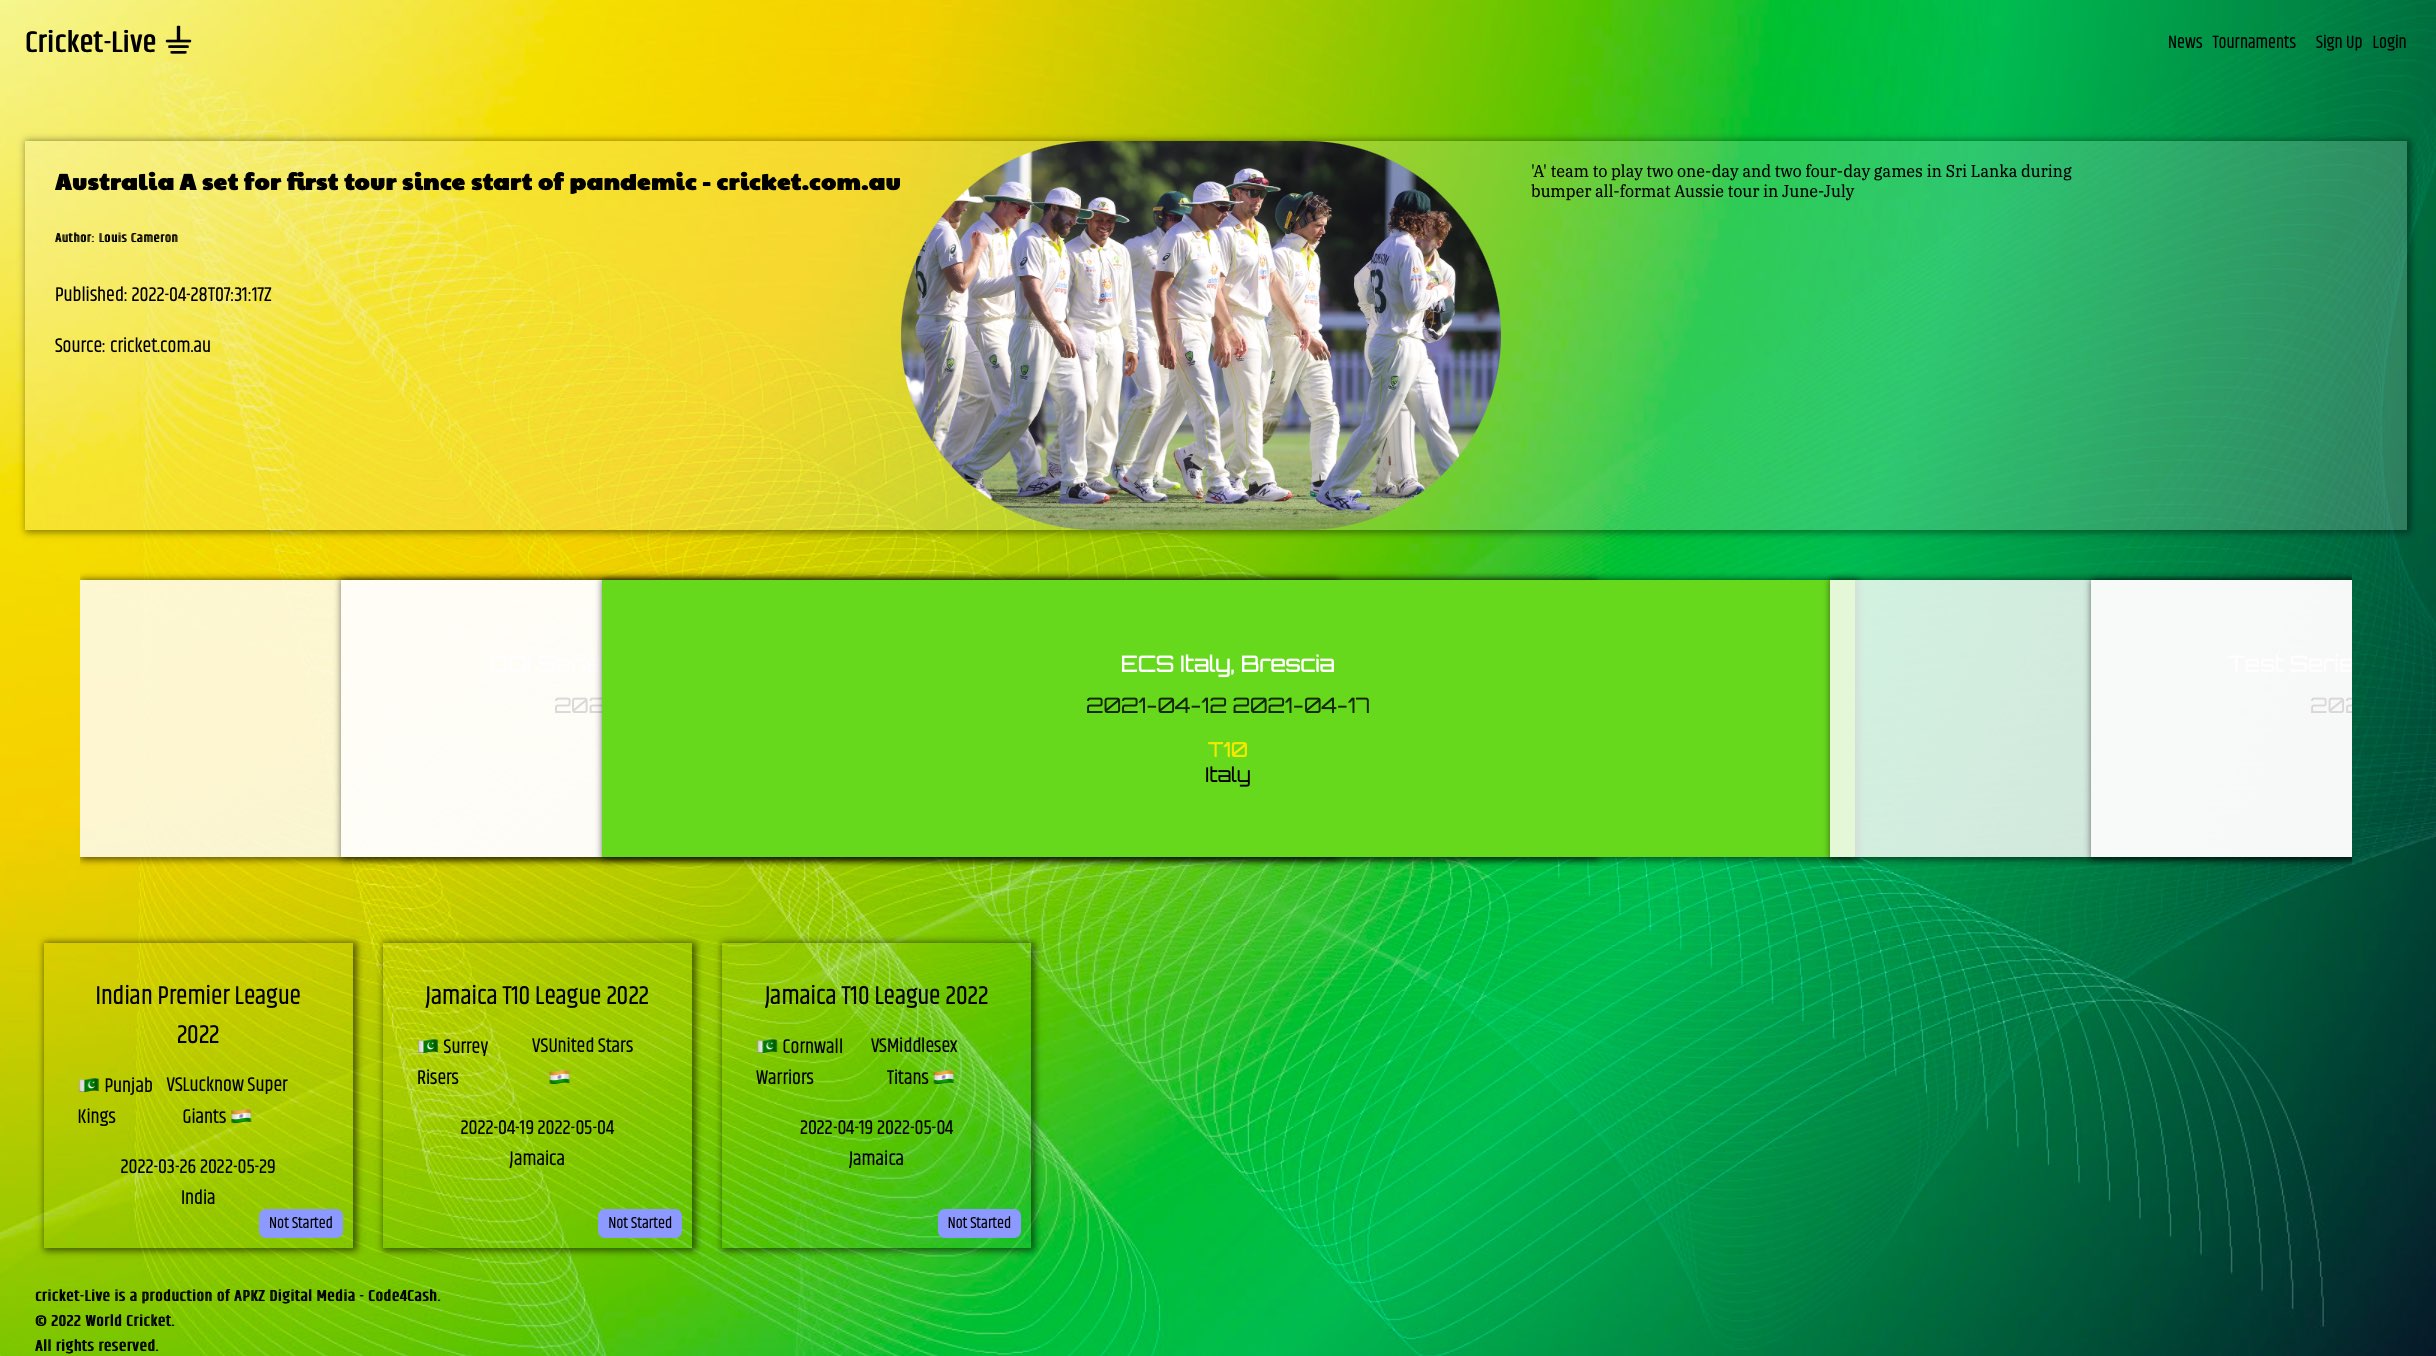 Cricket-Live
News Tournaments Sign Up Login
Australia A set for first tour since start of pandemic - cricket.com.au
Author: Louis Cameron
Published: 2022-04-28T07:31:17Z
Source: cricket.com.au
'A' team to play two one-day and two four-day games in Sri Lanka during
bumper all-format Aussie tour in June-July
202
ECS Italy, Brescia
2021-04-12 2021-04-17
T10
Italy
Test Serie
202
Indian Premier League
2022
Punjab
Kings
VSLucknow Super
Giants
2022-03-26 2022-05-29
India
Not Started
Jamaica T10 League 2022
Surrey
Risers
VSUnited Stars
2022-04-19 2022-05-04
Jamaica
Not Started
Jamaica T10 League 2022
Cornwall
Warriors
VSMiddlesex
Titans
2022-04-19 2022-05-04
Jamaica
Not Started
cricket-Live is a production of APKZ Digital Media - Code4Cash.
© 2022 World Cricket.
All rights reserved.